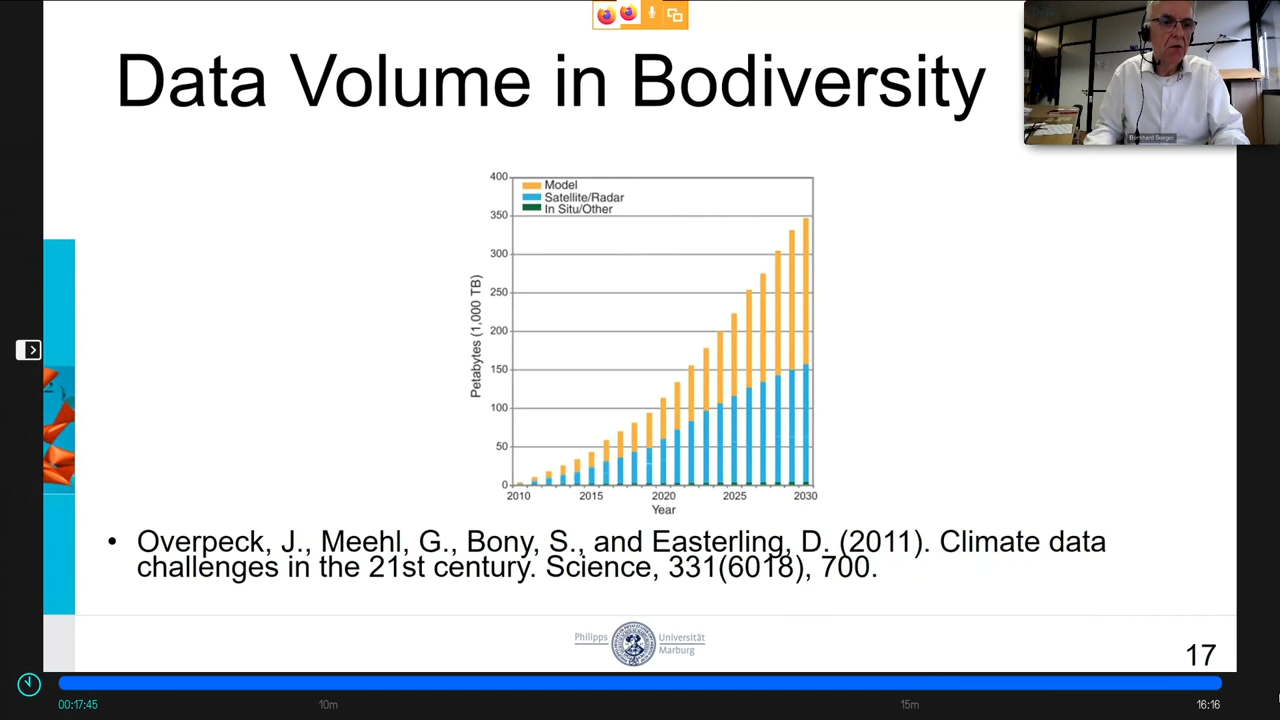 Data Volume in Bodiversity
Bernhard Seeger
400
350
300
250
200
150
100
50
0
Model
Satellite/Radar
In Situ/Other
Petabytes (1,000 TB)
2010
2015
2020
2025
2030
Year
• Overpeck, J., Meehl, G., Bony, S., and Easterling, D. (2011). Climate data
challenges in the 21st century. Science, 331(6018), 700.
Philipps
Universität
Marburg
17
00:17:45
10m
15m
16:16